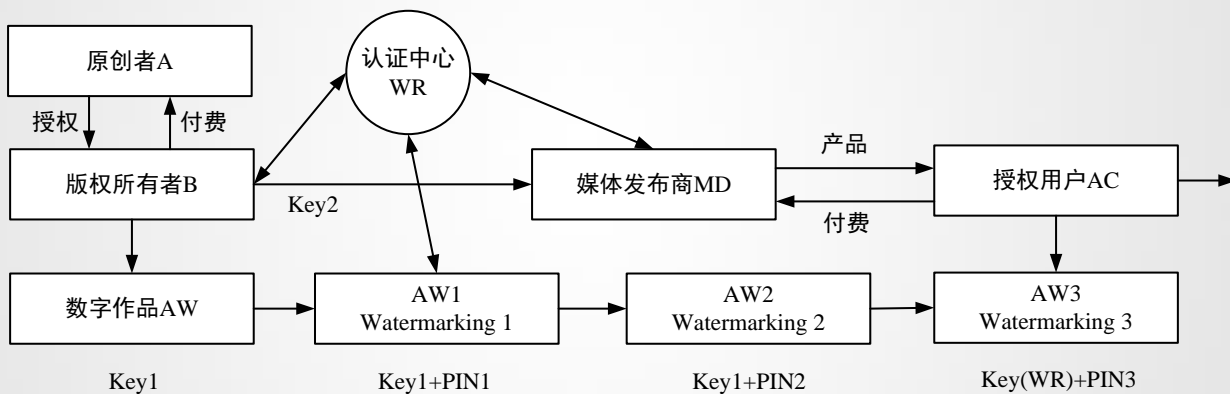 原创者A
认证中心
WR
授权
付费
产品
版权所有者B
媒体发布商MD
授权用户AC
Key2
付费
数字作品AW
AW1
Watermarking 1
AW2
Watermarking 2
AW3
Watermarking 3
Key1
Key1+PIN1
Key1+PIN2
Key(WR)+PIN3